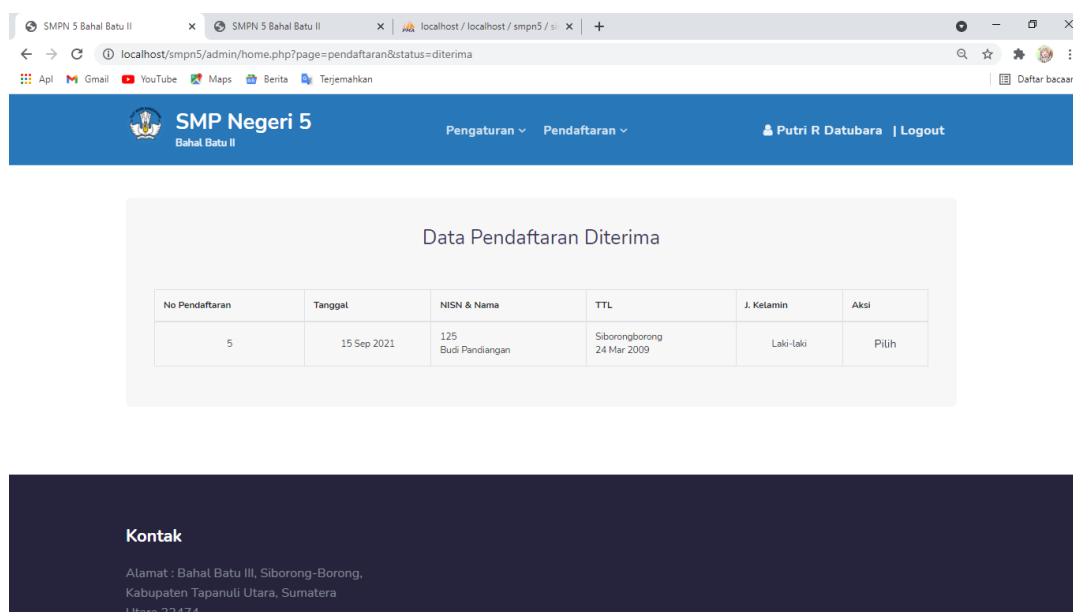 SMPN 5 Bahal Batu II
SMPN 5 Bahal Batu II
localhost / localhost / smpn5 / si
localhost/smpn5/admin/home.php?page=pendaftaran&status=diterima
Apl Gmail YouTube Maps Berita Terjemahkan Daftar bacaan
SMP Negeri 5
Bahal Batu II
Pengaturan Pendaftaran Putri R Datubara | Logout
Data Pendaftaran Diterima
No Pendaftaran Tanggal NISN & Nama TTL J. Kelamin Aksi
5 15 Sep 2021 125 Siborongborong Laki-laki Pilih
Budi Pandiangan 24 Mar 2009
Kontak
Alamat : Bahal Batu III, Siborong-Borong,
Kabupaten Tapanuli Utara, Sumatera
Utara 22474